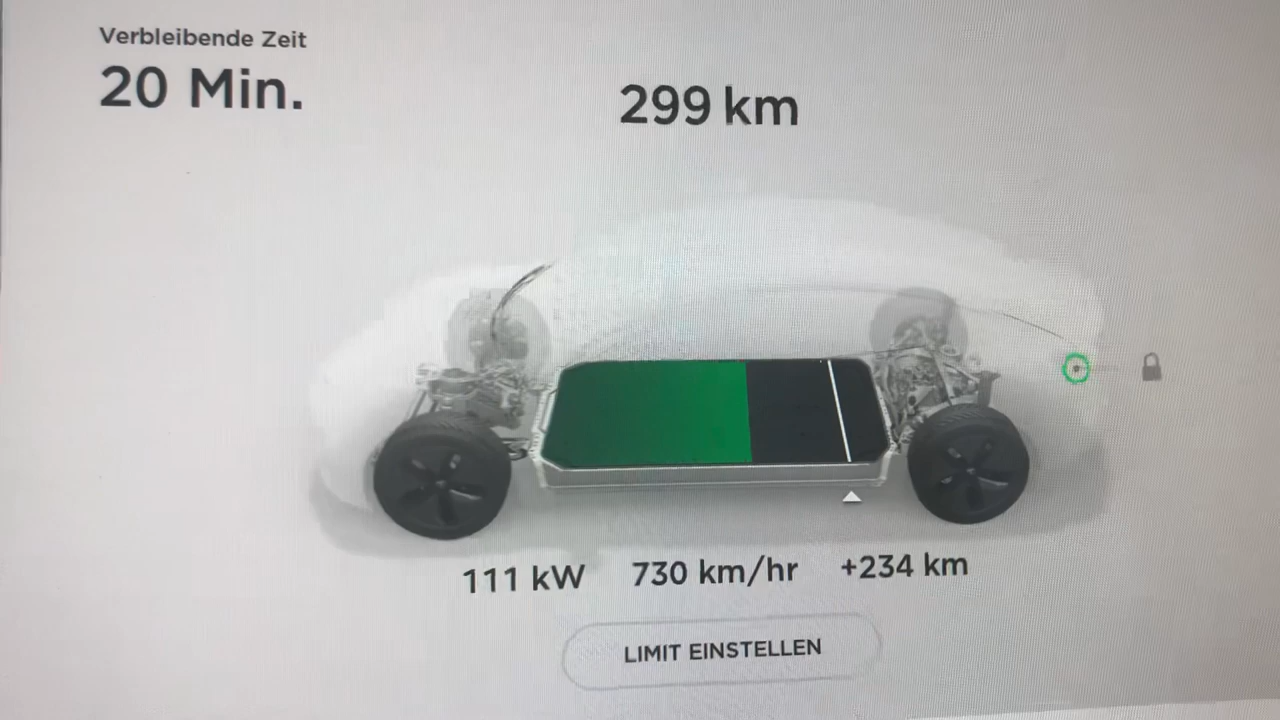 Verbleibende Zeit
20 Min.
299 km
111 kW 730 km/hr +234 km
LIMIT EINSTELLEN